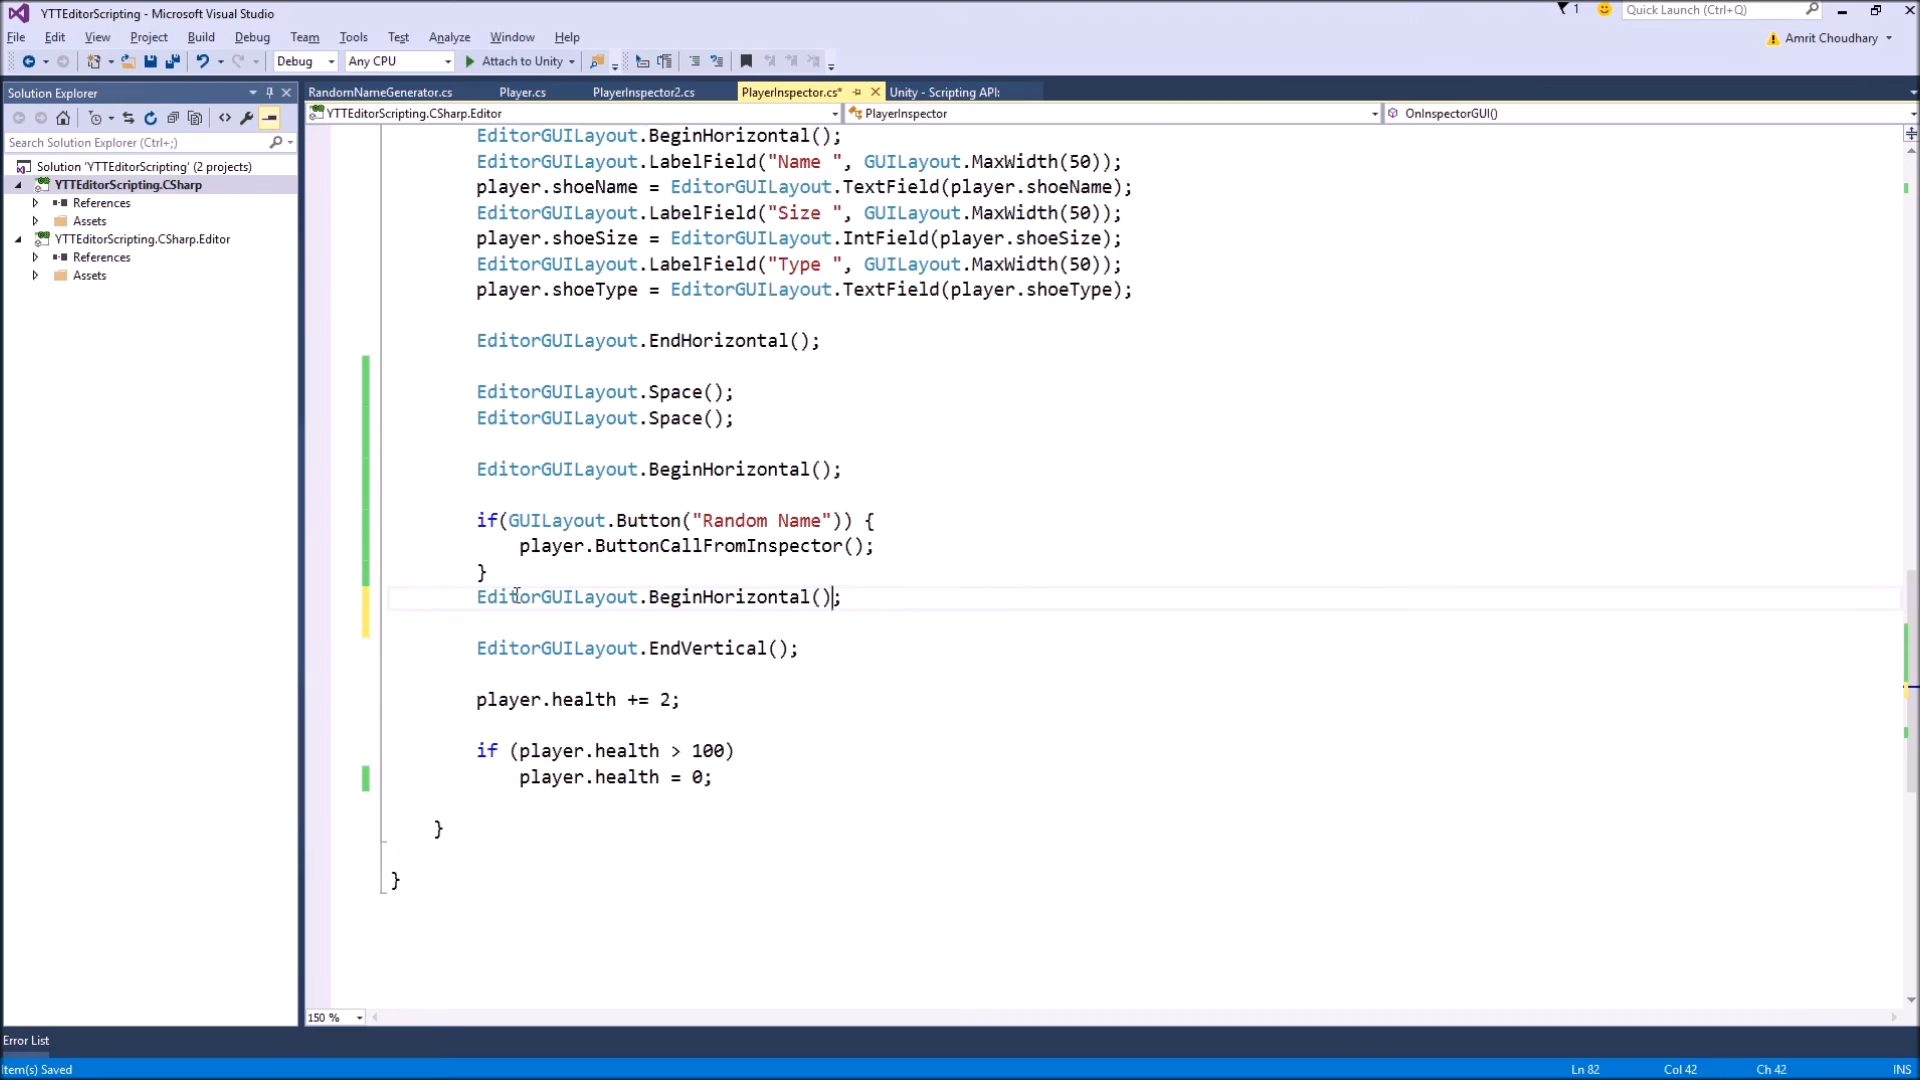 YTTEditorScripting - Microsoft Visual Studio
1
Quick Launch (Ctrl+Q)
File Edit View Project Build Debug Team Tools Test Analyze Window Help
Amrit Choudhary
Debug Any CPU Attach to Unity
Solution Explorer
RandomNameGenerator.cs Player.cs PlayerInspector2.cs PlayerInspector.cs* Unity - Scripting API:
YTTEditorScripting.CSharp.Editor PlayerInspector OnInspectorGUI()
Search Solution Explorer (Ctrl+;)
Solution 'YTTEditorScripting' (2 projects)
YTTEditorScripting.CSharp
References
Assets
YTTEditorScripting.CSharp.Editor
References
Assets
EditorGUILayout.BeginHorizontal();
EditorGUILayout.LabelField("Name ", GUILayout.MaxWidth(50));
player.shoeName = EditorGUILayout.TextField(player.shoeName);
EditorGUILayout.LabelField("Size ", GUILayout.MaxWidth(50));
player.shoeSize = EditorGUILayout.IntField(player.shoeSize);
EditorGUILayout.LabelField("Type ", GUILayout.MaxWidth(50));
player.shoeType = EditorGUILayout.TextField(player.shoeType);
EditorGUILayout.EndHorizontal();
EditorGUILayout.Space();
EditorGUILayout.Space();
EditorGUILayout.BeginHorizontal();
if(GUILayout.Button("Random Name")) {
player.ButtonCallFromInspector();
}
EditorGUILayout.BeginHorizontal();
EditorGUILayout.EndVertical();
player.health += 2;
if (player.health > 100)
player.health = 0;
}
}
150 %
Error List
Item(s) Saved Ln 82 Col 42 Ch 42 INS